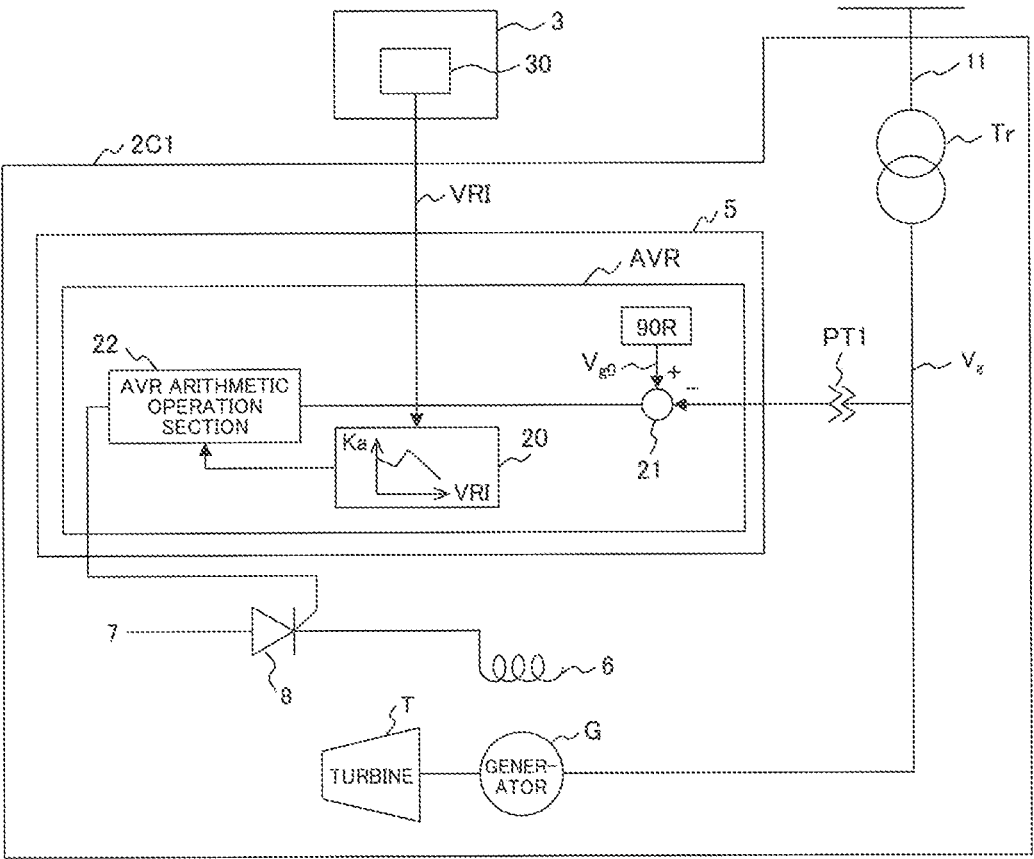 3
30
11
Tr
2C1
VRI
5
AVR
90R
PT1
22
Vg0
+
-
Vg
AVR ARITHMETIC
OPERATION
SECTION
Ka
20
21
VRI
7
8
6
T
G
TURBINE
GENER-
ATOR